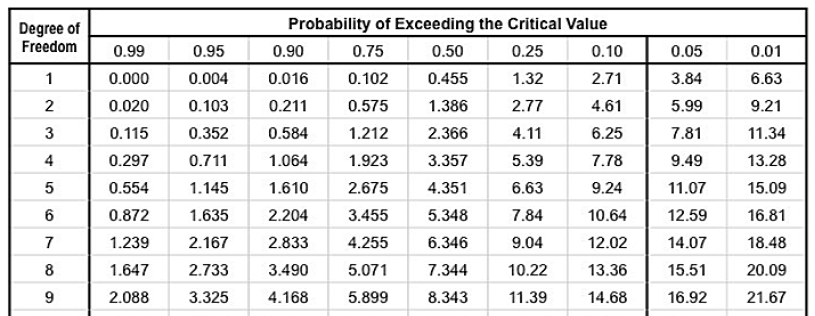 Degree of Freedom Probability of Exceeding the Critical Value
0.99 0.95 0.90 0.75 0.50 0.25 0.10 0.05 0.01
1 0.000 0.004 0.016 0.102 0.455 1.32 2.71 3.84 6.63
2 0.020 0.103 0.211 0.575 1.386 2.77 4.61 5.99 9.21
3 0.115 0.352 0.584 1.212 2.366 4.11 6.25 7.81 11.34
4 0.297 0.711 1.064 1.923 3.357 5.39 7.78 9.49 13.28
5 0.554 1.145 1.610 2.675 4.351 6.63 9.24 11.07 15.09
6 0.872 1.635 2.204 3.455 5.348 7.84 10.64 12.59 16.81
7 1.239 2.167 2.833 4.255 6.346 9.04 12.02 14.07 18.48
8 1.647 2.733 3.490 5.071 7.344 10.22 13.36 15.51 20.09
9 2.088 3.325 4.168 5.899 8.343 11.39 14.68 16.92 21.67